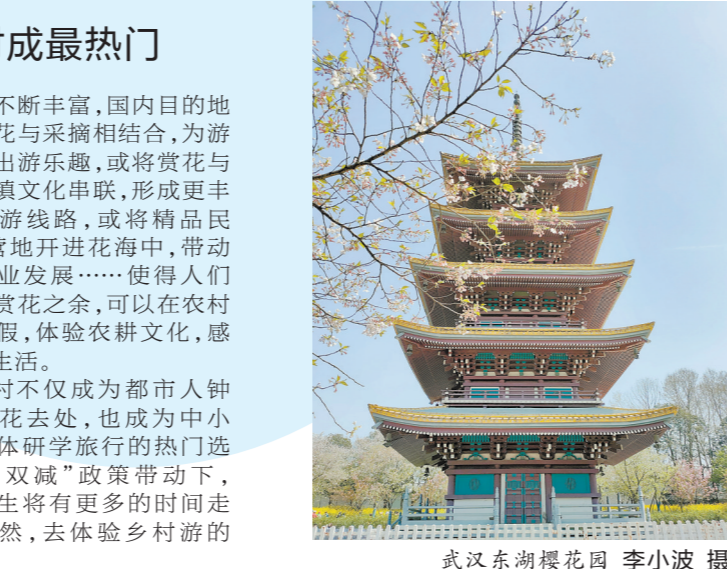 成最热门
不断丰富,国内目的地
花与采摘相结合,为游
出游乐趣,或将赏花与
镇文化串联,形成更丰
游线路,或将精品民
营地开进花海中,带动
业发展……使得人们
赏花之余,可以在农村
假,体验农耕文化,感
生活。
村不仅成为都市人钟
花去处,也成为中小
体研学旅行的热门选
双减”政策带动下,
生将有更多的时间走
然,去体验乡村游的
武汉东湖樱花园 李小波 摄